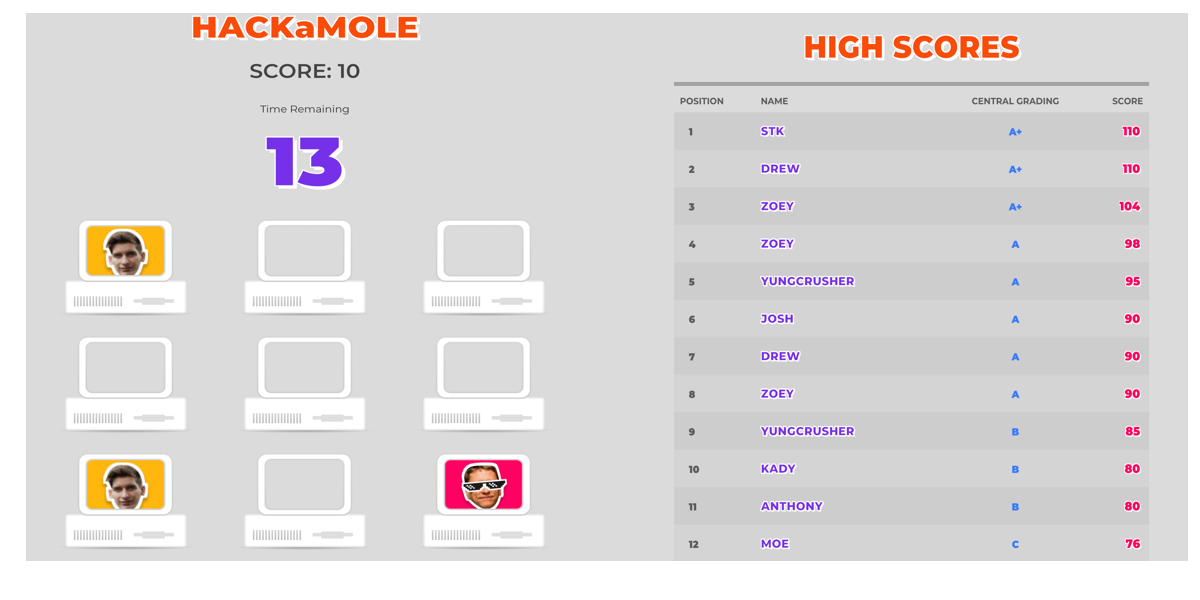 HACKaMOLE
SCORE: 10
Time Remaining
13
HIGH SCORES
POSITION NAME CENTRAL GRADING SCORE
1 STK A+ 110
2 DREW A+ 110
3 ZOEY A+ 104
4 ZOEY A 98
5 YUNGCRUSHER A 95
6 JOSH A 90
7 DREW A 90
8 ZOEY A 90
9 YUNGCRUSHER B 85
10 KADY B 80
11 ANTHONY B 80
12 MOE C 76